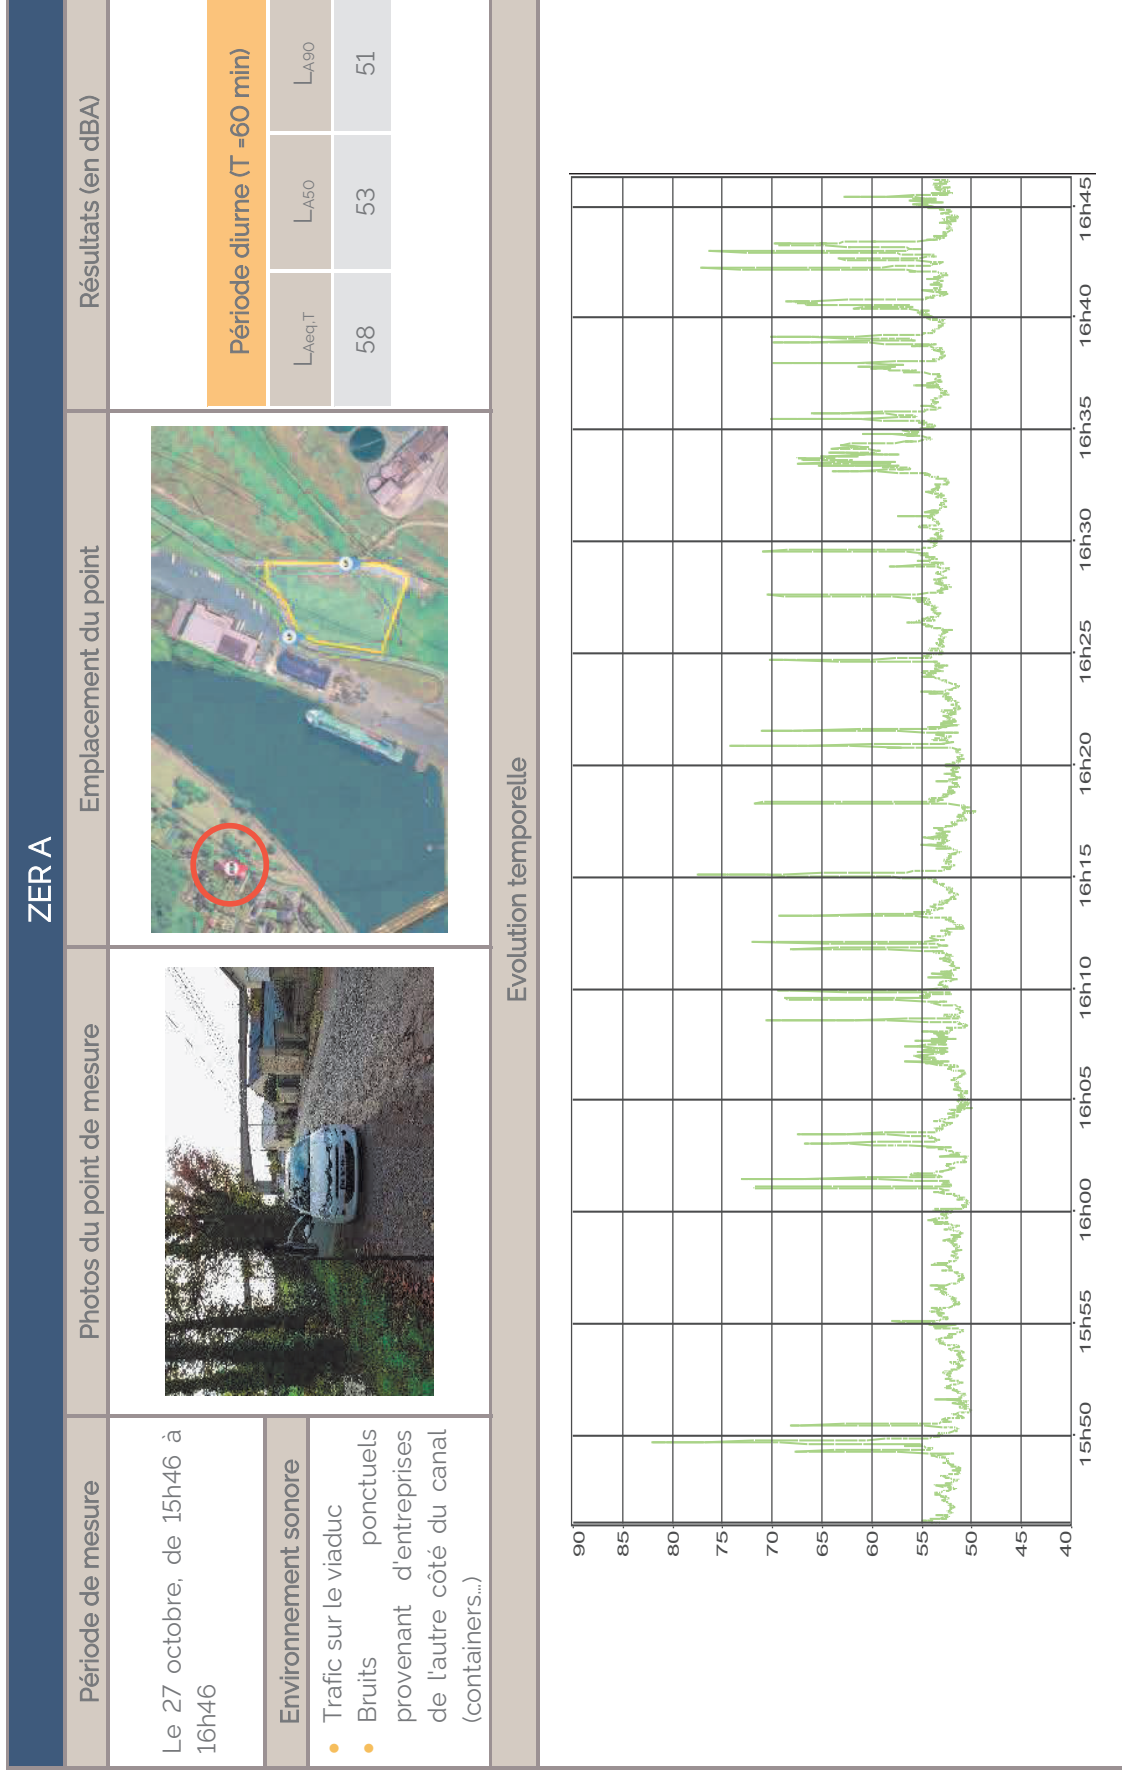 ZER A
Période de mesure
Photos du point de mesure
Emplacement du point
Résultats (en dBA)
Le 27 octobre, de 15h46 à
16h46
Environnement sonore
• Trafic sur le viaduc
• Bruits ponctuels
provenant d'entreprises
de l'autre côté du canal
(containers…)
Période diurne (T =60 min)
LAeq,T LA50 LA90
58 53 51
Evolution temporelle
90
85
80
75
70
65
60
55
50
45
40
15h50 15h55 16h00 16h05 16h10 16h15 16h20 16h25 16h30 16h35 16h40 16h45